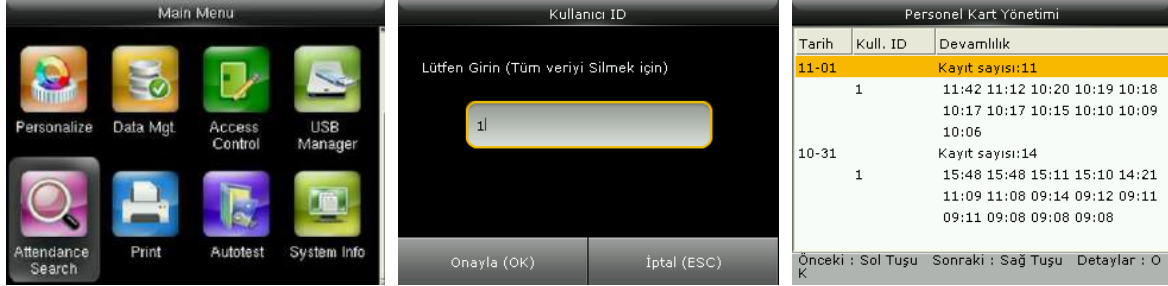 Main Menu
Personalize
Data Mgt.
Access Control
USB Manager
Attendance Search
Print
Autotest
System Info
Kullanıcı ID
Lütfen Girin (Tüm veriyi Silmek için)
1
Onayla (OK)
İptal (ESC)
Personel Kart Yönetimi
Tarih Kull. ID Devamlılık
11-01 Kayıt sayısı:11
1 11:42 11:12 10:20 10:19 10:18
10:17 10:17 10:15 10:10 10:09
10:06
10-31 Kayıt sayısı:14
1 15:48 15:48 15:11 15:10 14:21
11:09 11:08 09:14 09:12 09:11
09:11 09:08 09:08 09:08
Önceki : Sol Tuşu Sonraki : Sağ Tuşu Detaylar : O
K